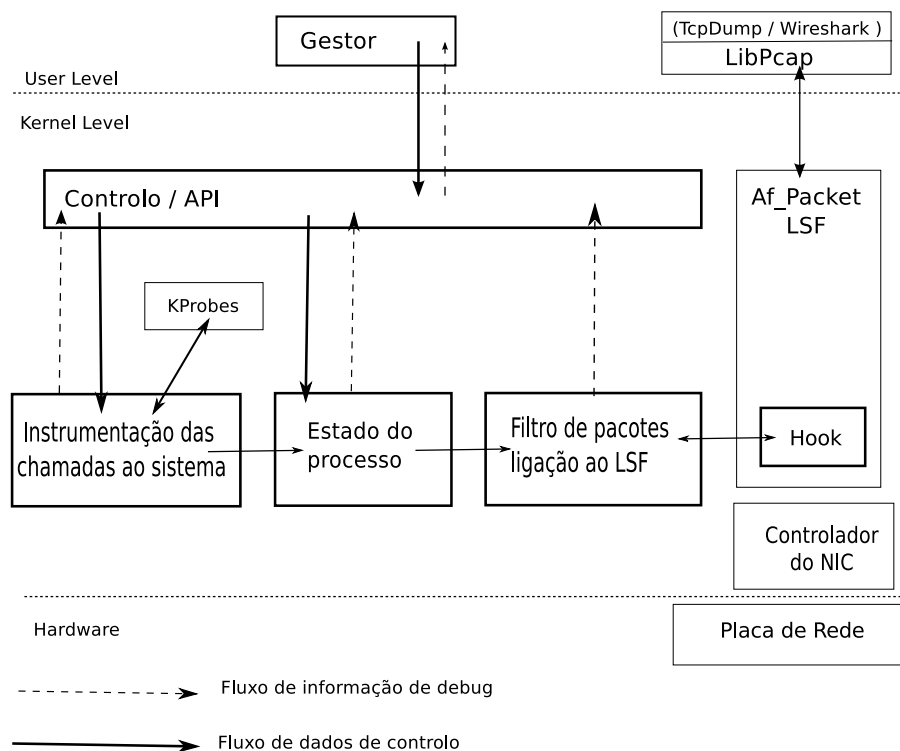 Gestor
(TcpDump / Wireshark )
LibPcap
User Level
Kernel Level
Controlo / API
Af_Packet
LSF
KProbes
Instrumentação das
chamadas ao sistema
Estado do
processo
Filtro de pacotes
ligação ao LSF
Hook
Controlador
do NIC
Hardware
Placa de Rede
Fluxo de informação de debug
Fluxo de dados de controlo